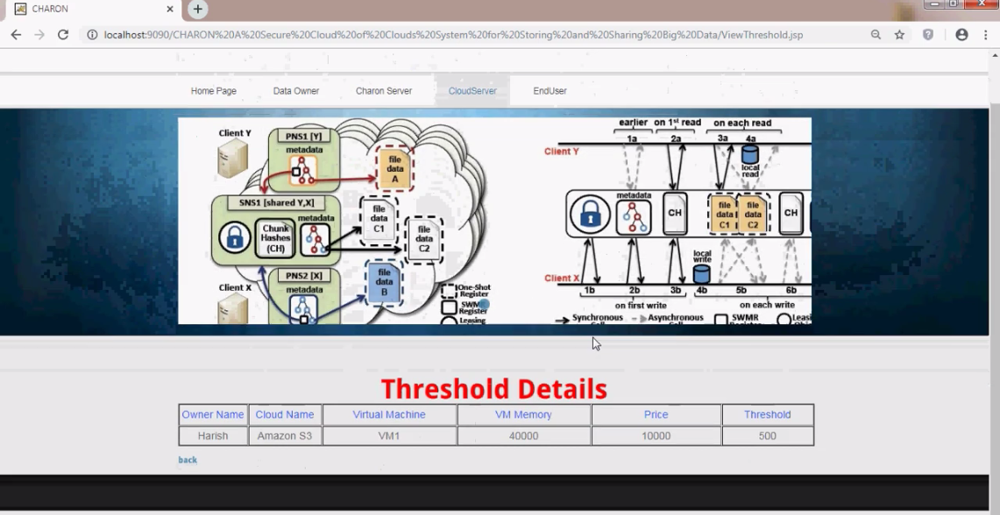 CHARON
localhost:9090/CHARON%20A%20Secure%20Cloud%20of%20Clouds%20System%20for%20Storing%20and%20Sharing%20Big%20Data/ViewThreshold.jsp
Home Page Data Owner Charon Server CloudServer EndUser
Client Y
PNS1 [Y]
metadata
file data A
SNS1 [shared Y,X]
metadata
Chunk Hashes (CH)
file data C1
file data C2
PNS2 [X]
metadata
file data B
Client X
One-Shot Register
SWMR Register
Leasing
earlier on 1st read on each read
1a 2a 3a 4a
Client Y
local read
metadata
CH
file data C1
file data C2
CH
local write
Client X
1b 2b 3b 4b 5b 6b
on first write on each write
Synchronous Asynchronous SWMR Leasi
Threshold Details
Owner Name Cloud Name Virtual Machine VM Memory Price Threshold
Harish Amazon S3 VM1 40000 10000 500
back